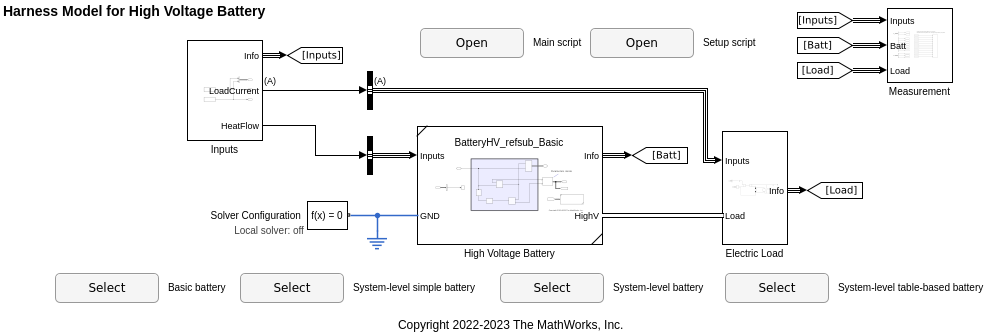 Harness Model for High Voltage Battery
Open
Main script
Open
Setup script
[Inputs]
[Batt]
[Load]
Inputs
Batt
Load
Measurement
Info
[Inputs]
LoadCurrent
(A)
(A)
HeatFlow
Inputs
BatteryHV_refsub_Basic
Inputs
Info
[Batt]
GND
HighV
High Voltage Battery
Inputs
Info
[Load]
Load
Electric Load
Solver Configuration
f(x) = 0
Local solver: off
Select
Basic battery
Select
System-level simple battery
Select
System-level battery
Select
System-level table-based battery
Copyright 2022-2023 The MathWorks, Inc.